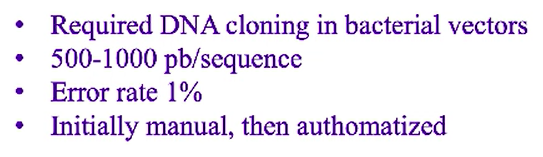 • Required DNA cloning in bacterial vectors
• 500-1000 pb/sequence
• Error rate 1%
• Initially manual, then authomatized